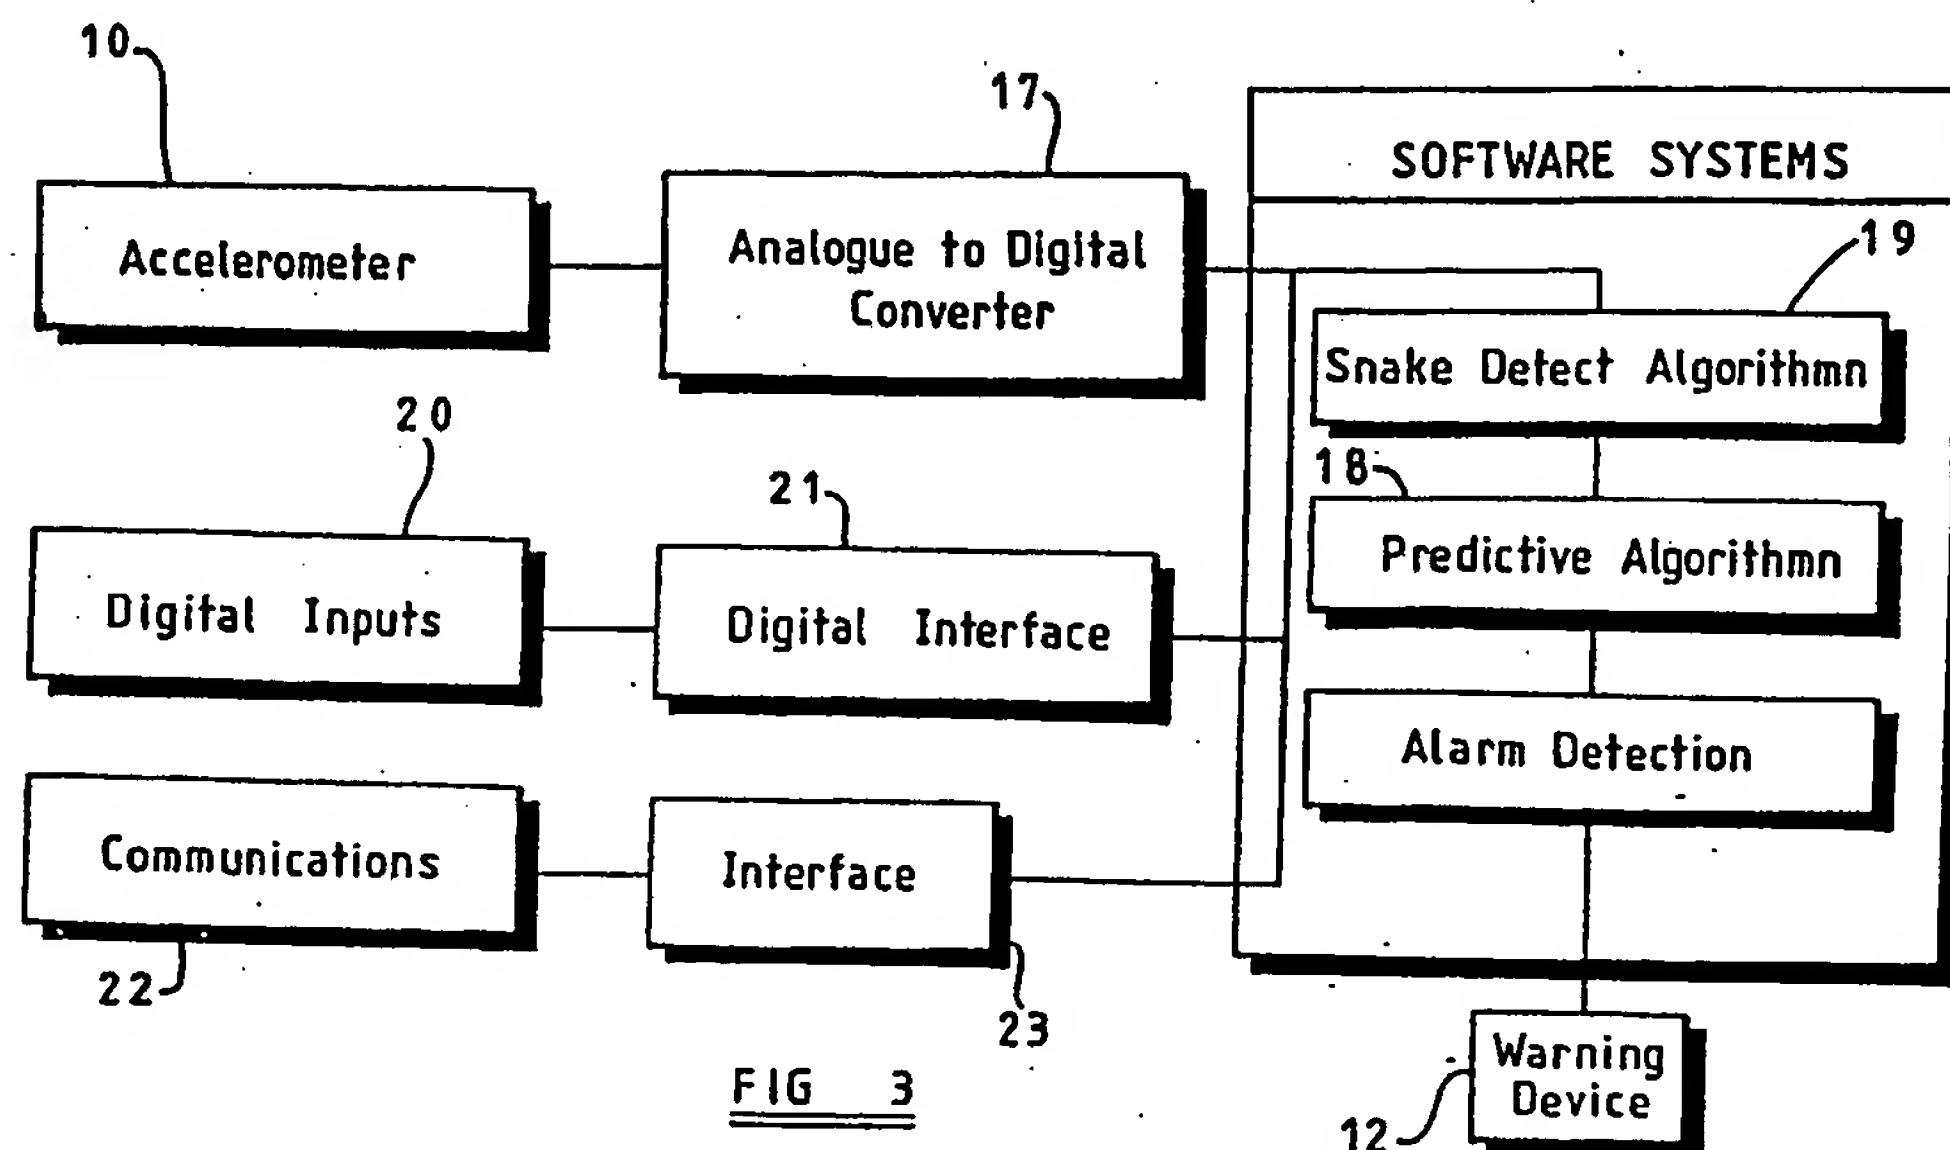 10
17
SOFTWARE SYSTEMS
Accelerometer
Analogue to Digital
Converter
19
Snake Detect Algorithmn
20
21
18
Predictive Algorithmn
Digital Inputs
Digital Interface
Alarm Detection
Communications
Interface
22
23
Warning
Device
12
FIG 3